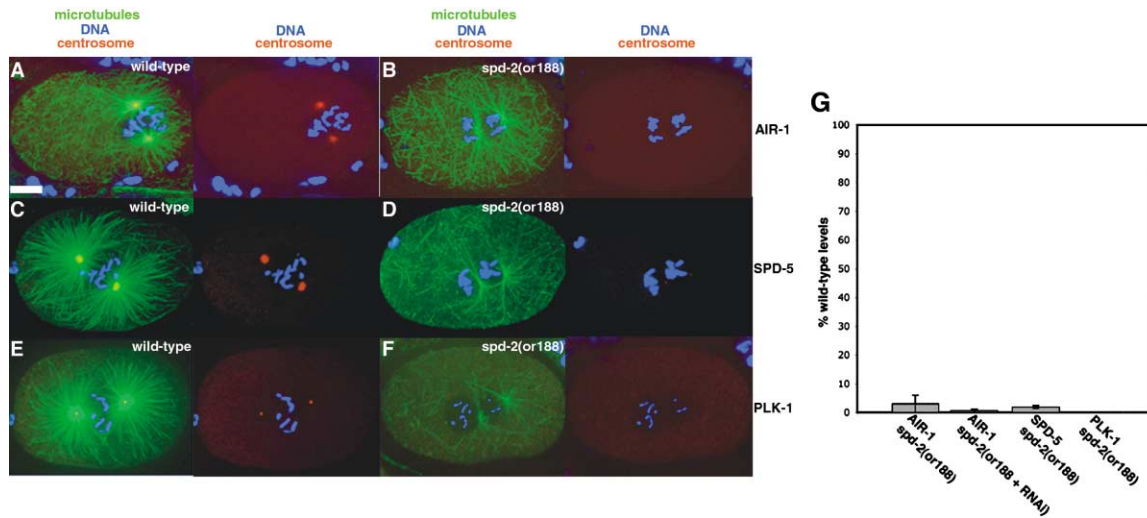 microtubules
DNA
centrosome
DNA
centrosome
microtubules
DNA
centrosome
DNA
centrosome
A
wild-type
B
spd-2(or188)
AIR-1
C
wild-type
D
spd-2(or188)
SPD-5
E
wild-type
F
spd-2(or188)
PLK-1
G
% wild-type levels
100
90
80
70
60
50
40
30
20
10
0
AIR-1
spd-2(or188)
AIR-1
spd-2(or188 + RNAi)
SPD-5
spd-2(or188)
PLK-1
spd-2(or188)